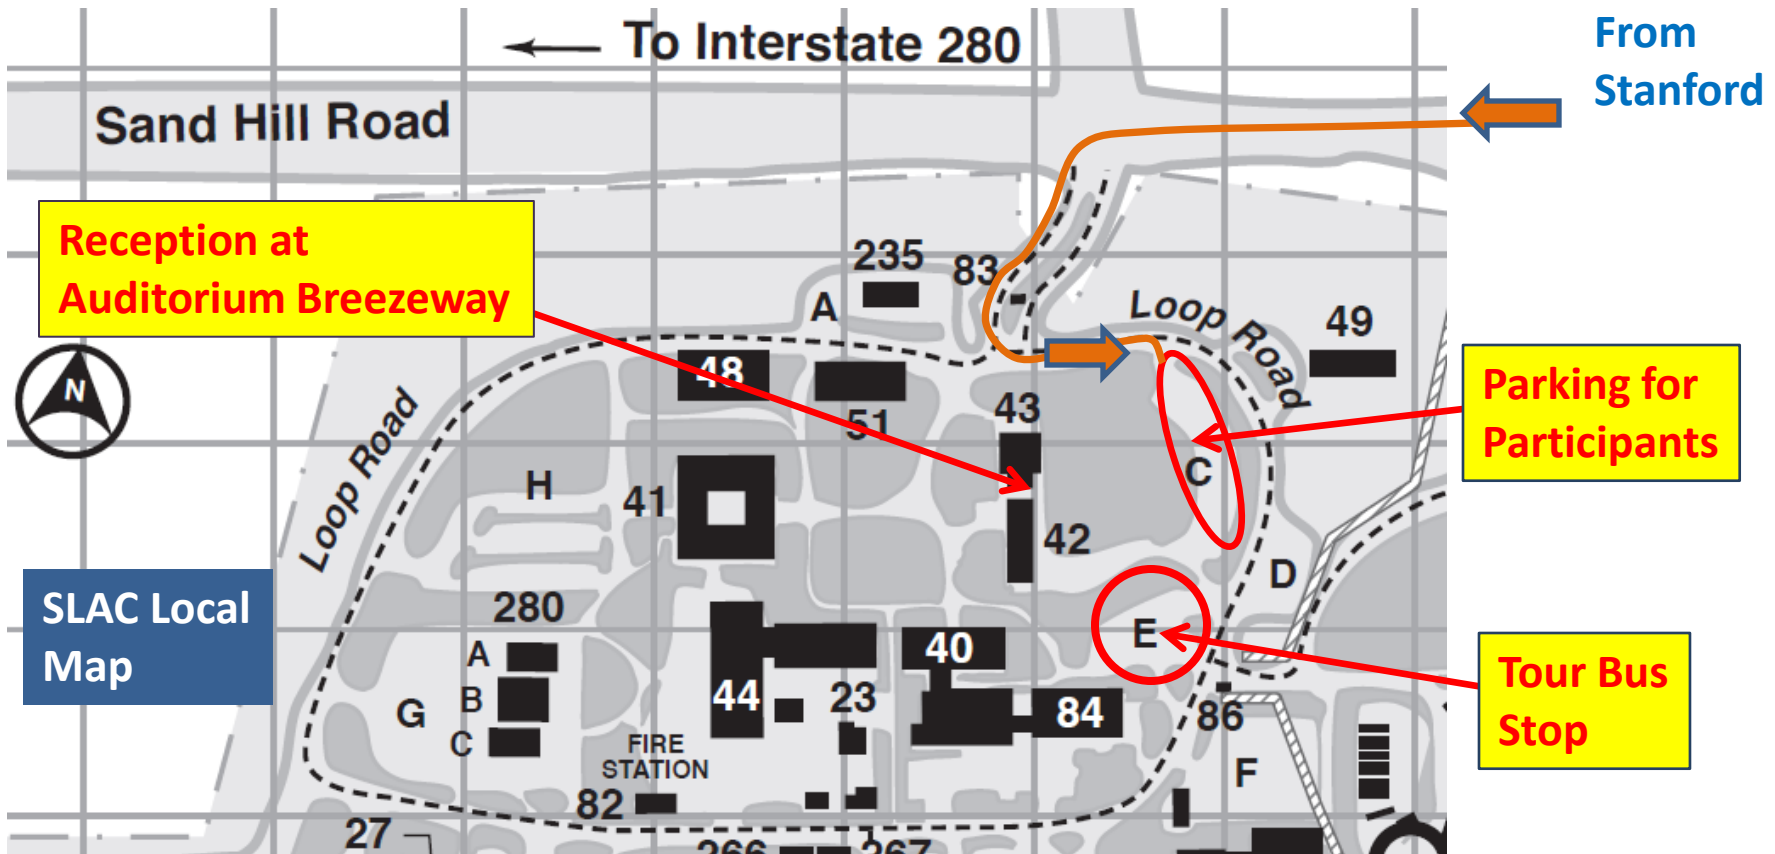 To Interstate 280
From
Stanford
Sand Hill Road
Reception at
Auditorium Breezeway
235
83
A
Loop Road
49
N
48
51
43
Parking for
Participants
Loop Road
H
41
C
42
D
SLAC Local
Map
280
A
B
C
G
44
23
40
84
E
86
Tour Bus
Stop
FIRE
STATION
82
F
27
266
267